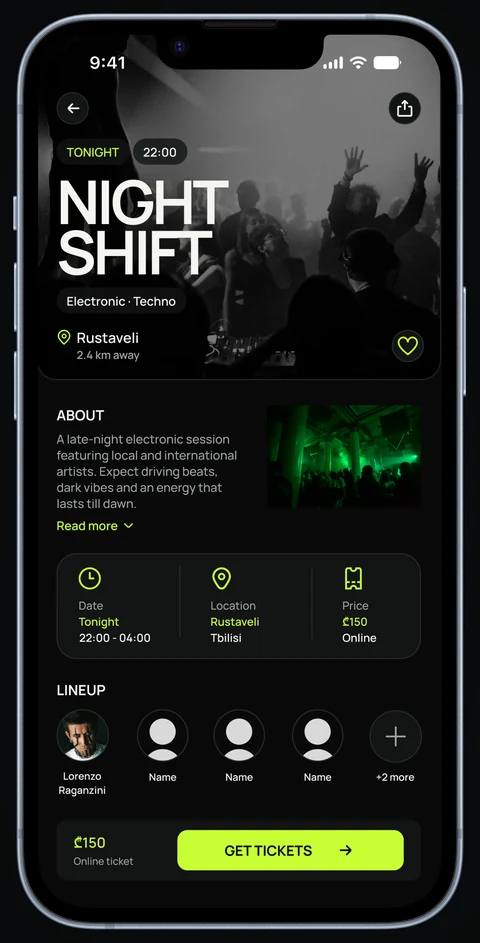 9:41
TONIGHT
22:00
NIGHT
SHIFT
Electronic · Techno
Rustaveli
2.4 km away
ABOUT
A late-night electronic session
featuring local and international
artists. Expect driving beats,
dark vibes and an energy that
lasts till dawn.
Read more
Date
Tonight
22:00 - 04:00
Location
Rustaveli
Tbilisi
Price
₾150
Online
LINEUP
Lorenzo
Raganzini
Name
Name
Name
+2 more
₾150
Online ticket
GET TICKETS